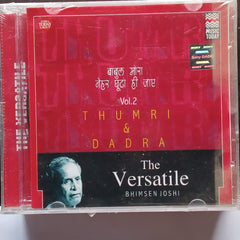 MUSIC
TODAY
बाबुल मोरा
नैहर छूटो ही जाए
Vol.2
THUMRI
&
DADRA
The
Versatile
BHIMSEN JOSHI
THE VERSATILE